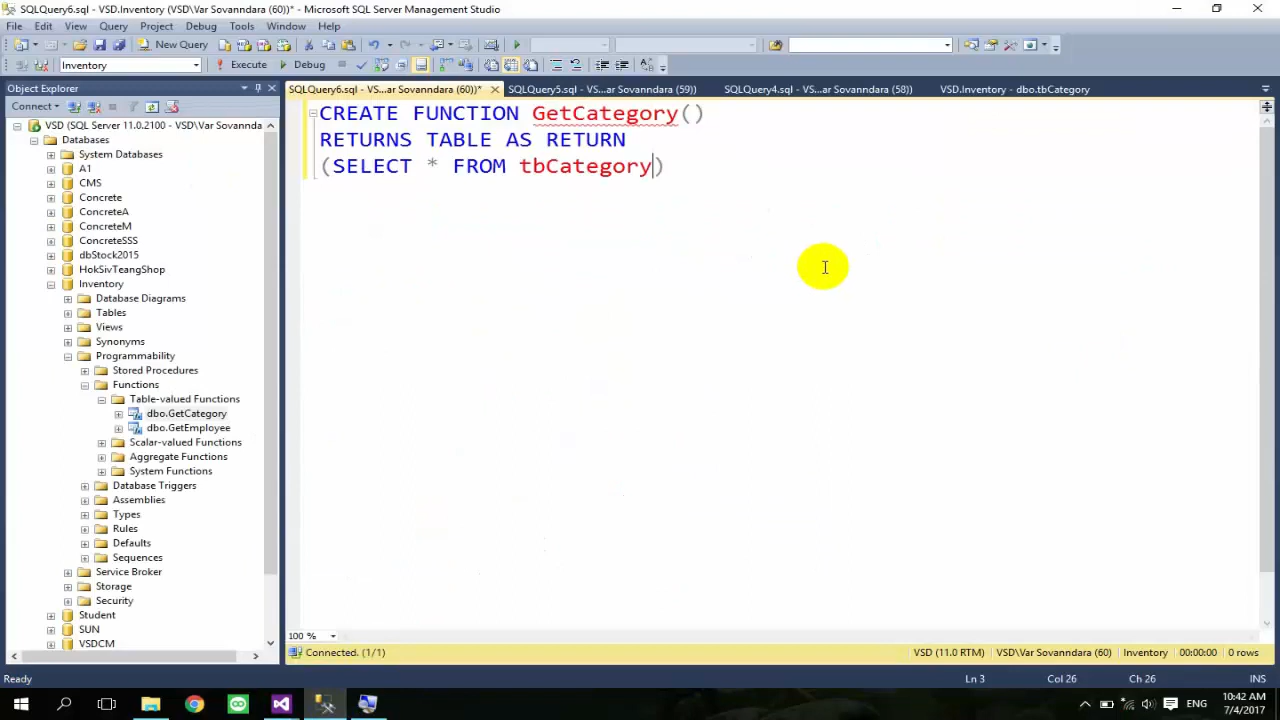 SQLQuery6.sql - VSD.Inventory (VSD\Var Sovanndara (60))* - Microsoft SQL Server Management Studio
File Edit View Query Project Debug Tools Window Help
New Query
Inventory Execute Debug
Object Explorer
SQLQuery6.sql - VS...ar Sovanndara (60))* SQLQuery5.sql - VS...ar Sovanndara (59)) SQLQuery4.sql - VS...ar Sovanndara (58)) VSD.Inventory - dbo.tbCategory
Connect
VSD (SQL Server 11.0.2100 - VSD\Var Sovannda
Databases
System Databases
A1
CMS
Concrete
ConcreteA
ConcreteM
ConcreteSSS
dbStock2015
HokSivTeangShop
Inventory
Database Diagrams
Tables
Views
Synonyms
Programmability
Stored Procedures
Functions
Table-valued Functions
dbo.GetCategory
dbo.GetEmployee
Scalar-valued Functions
Aggregate Functions
System Functions
Database Triggers
Assemblies
Types
Rules
Defaults
Sequences
Service Broker
Storage
Security
Student
SUN
VSDCM
CREATE FUNCTION GetCategory()
RETURNS TABLE AS RETURN
(SELECT * FROM tbCategory)
100 %
Connected. (1/1) VSD (11.0 RTM) VSD\Var Sovanndara (60) Inventory 00:00:00 0 rows
Ready Ln 3 Col 26 Ch 26 INS
ENG
10:42 AM
7/4/2017